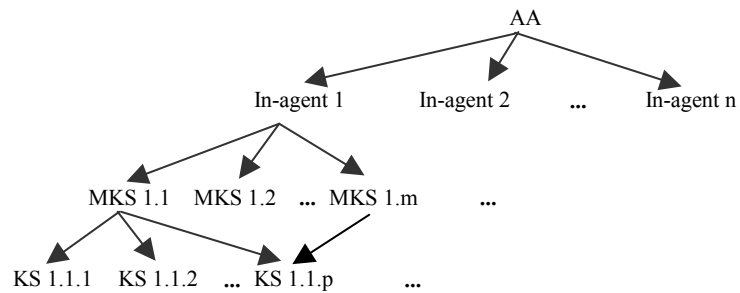 AA
In-agent 1 In-agent 2 ... In-agent n
MKS 1.1 MKS 1.2 ... MKS 1.m ...
KS 1.1.1 KS 1.1.2 ... KS 1.1.p ...